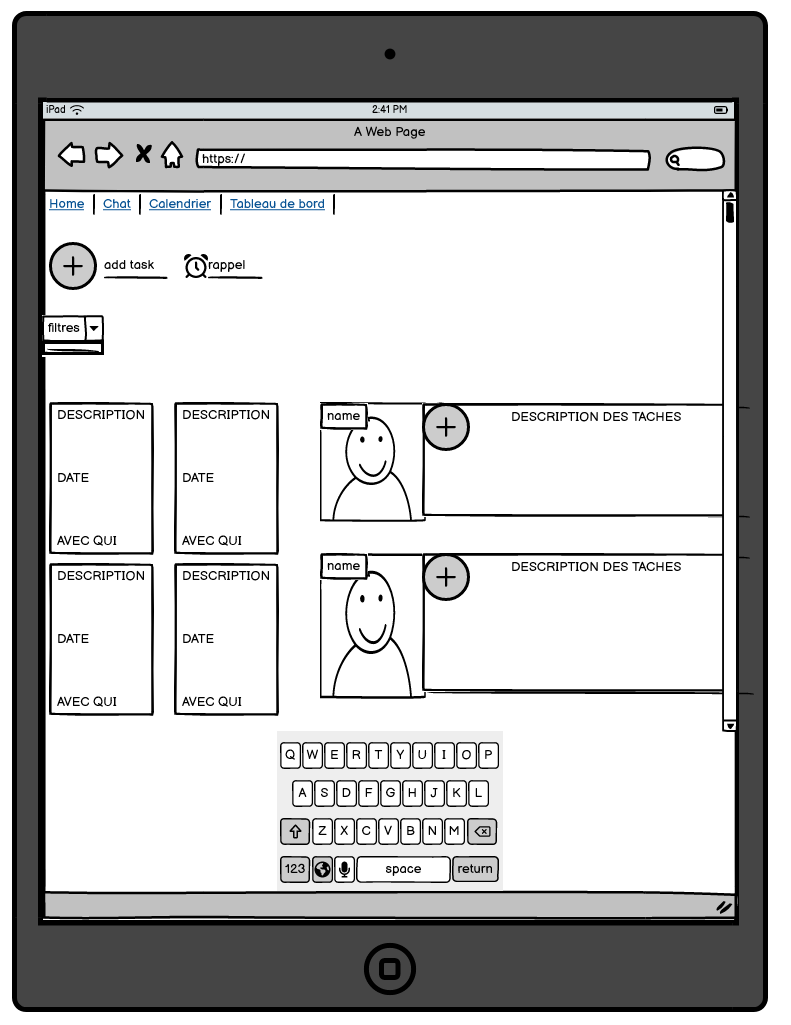 iPad 2:41 PM
A Web Page
https://
Home Chat Calendrier Tableau de bord
add task rappel
filtres
DESCRIPTION DESCRIPTION name DESCRIPTION DES TACHES
DATE DATE
AVEC QUI AVEC QUI
name DESCRIPTION DES TACHES
DESCRIPTION DESCRIPTION
DATE DATE
AVEC QUI AVEC QUI
Q W E R T Y U I O P
A S D F G H J K L
Z X C V B N M
123 space return